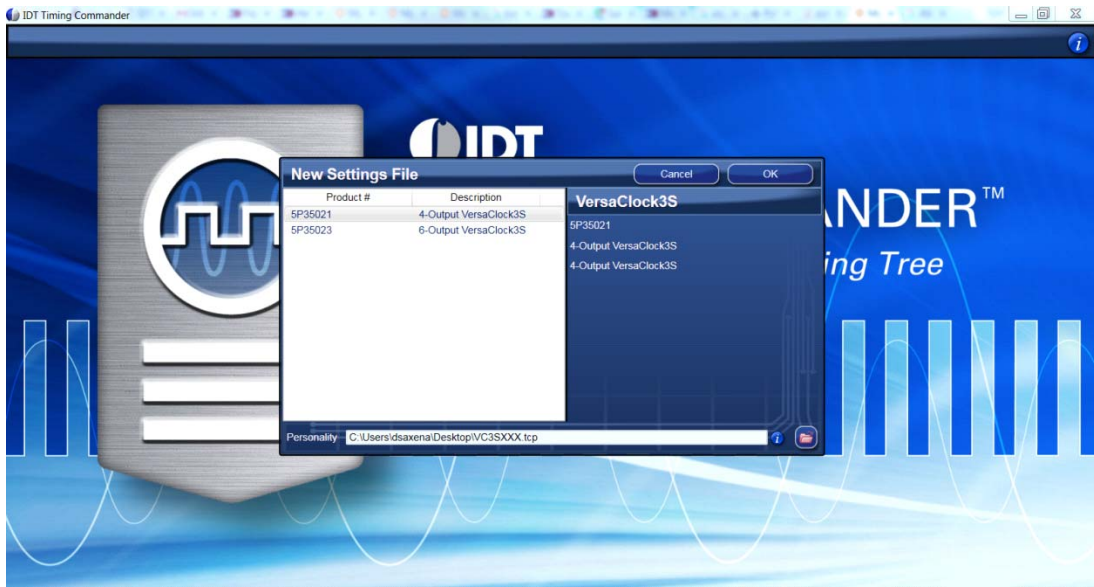 IDT Timing Commander
i
IDT
New Settings File
Cancel
OK
Product #
Description
5P35021
4-Output VersaClock3S
5P35023
6-Output VersaClock3S
VersaClock3S
5P35021
4-Output VersaClock3S
4-Output VersaClock3S
NDER™
ing Tree
Personality
C:\Users\dsaxena\Desktop\VC3SXXX.tcp
i